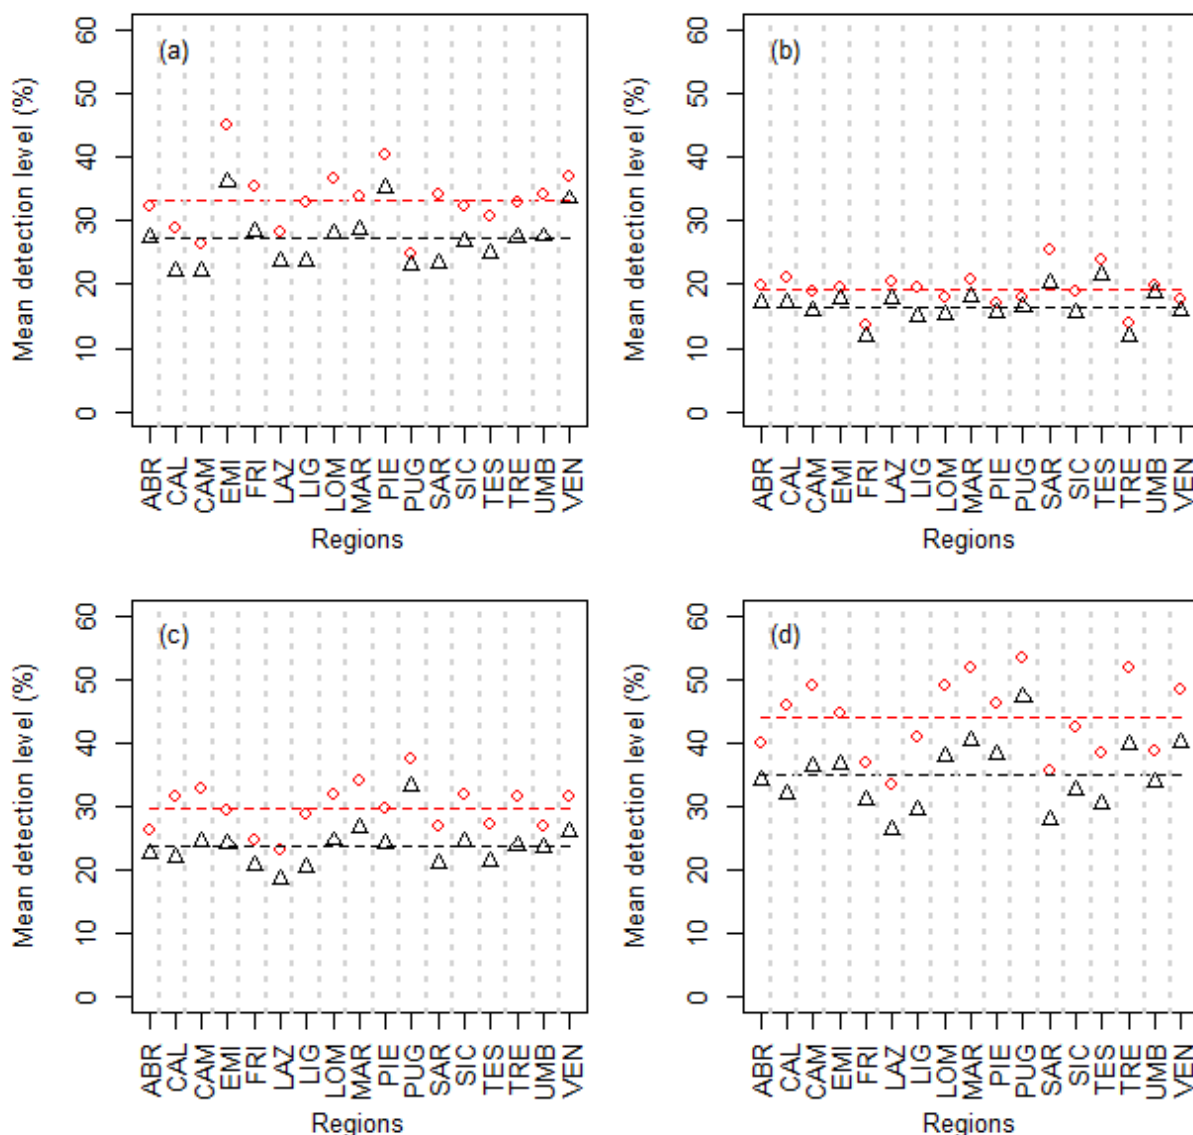 (a)
Mean detection level (%)
60
50
40
30
20
10
0
ABR
CAL
CAM
EMI
FRI
LAZ
LIG
LOM
MAR
PIE
PUG
SAR
SIC
TES
TRE
UMB
VEN
Regions
(b)
Mean detection level (%)
60
50
40
30
20
10
0
ABR
CAL
CAM
EMI
FRI
LAZ
LIG
LOM
MAR
PIE
PUG
SAR
SIC
TES
TRE
UMB
VEN
Regions
(c)
Mean detection level (%)
60
50
40
30
20
10
0
ABR
CAL
CAM
EMI
FRI
LAZ
LIG
LOM
MAR
PIE
PUG
SAR
SIC
TES
TRE
UMB
VEN
Regions
(d)
Mean detection level (%)
60
50
40
30
20
10
0
ABR
CAL
CAM
EMI
FRI
LAZ
LIG
LOM
MAR
PIE
PUG
SAR
SIC
TES
TRE
UMB
VEN
Regions